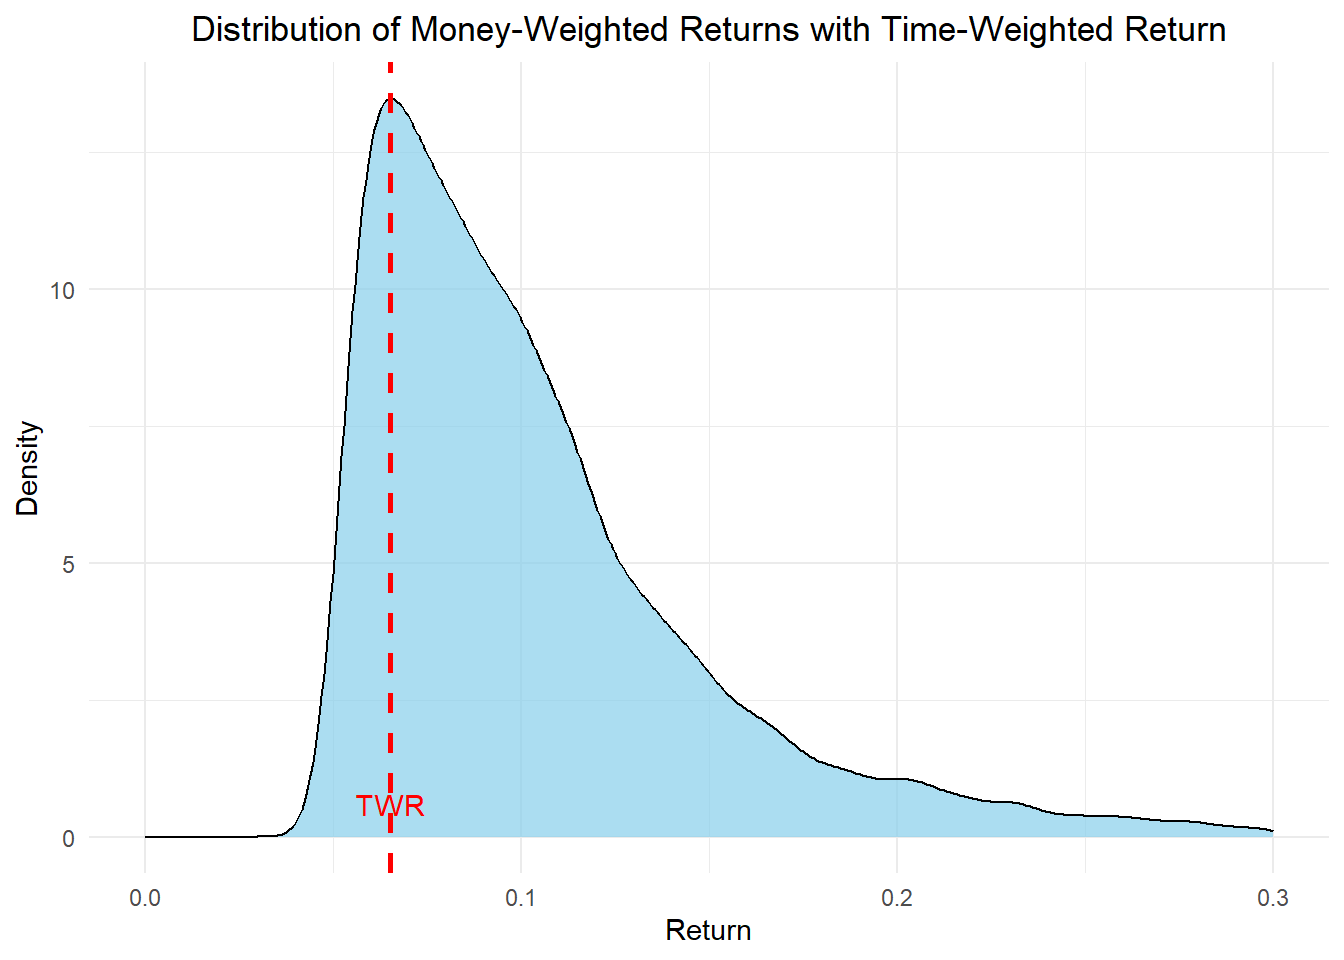 Distribution of Money-Weighted Returns with Time-Weighted Return
Density
10
5
0
TWR
0.0 0.1 0.2 0.3
Return